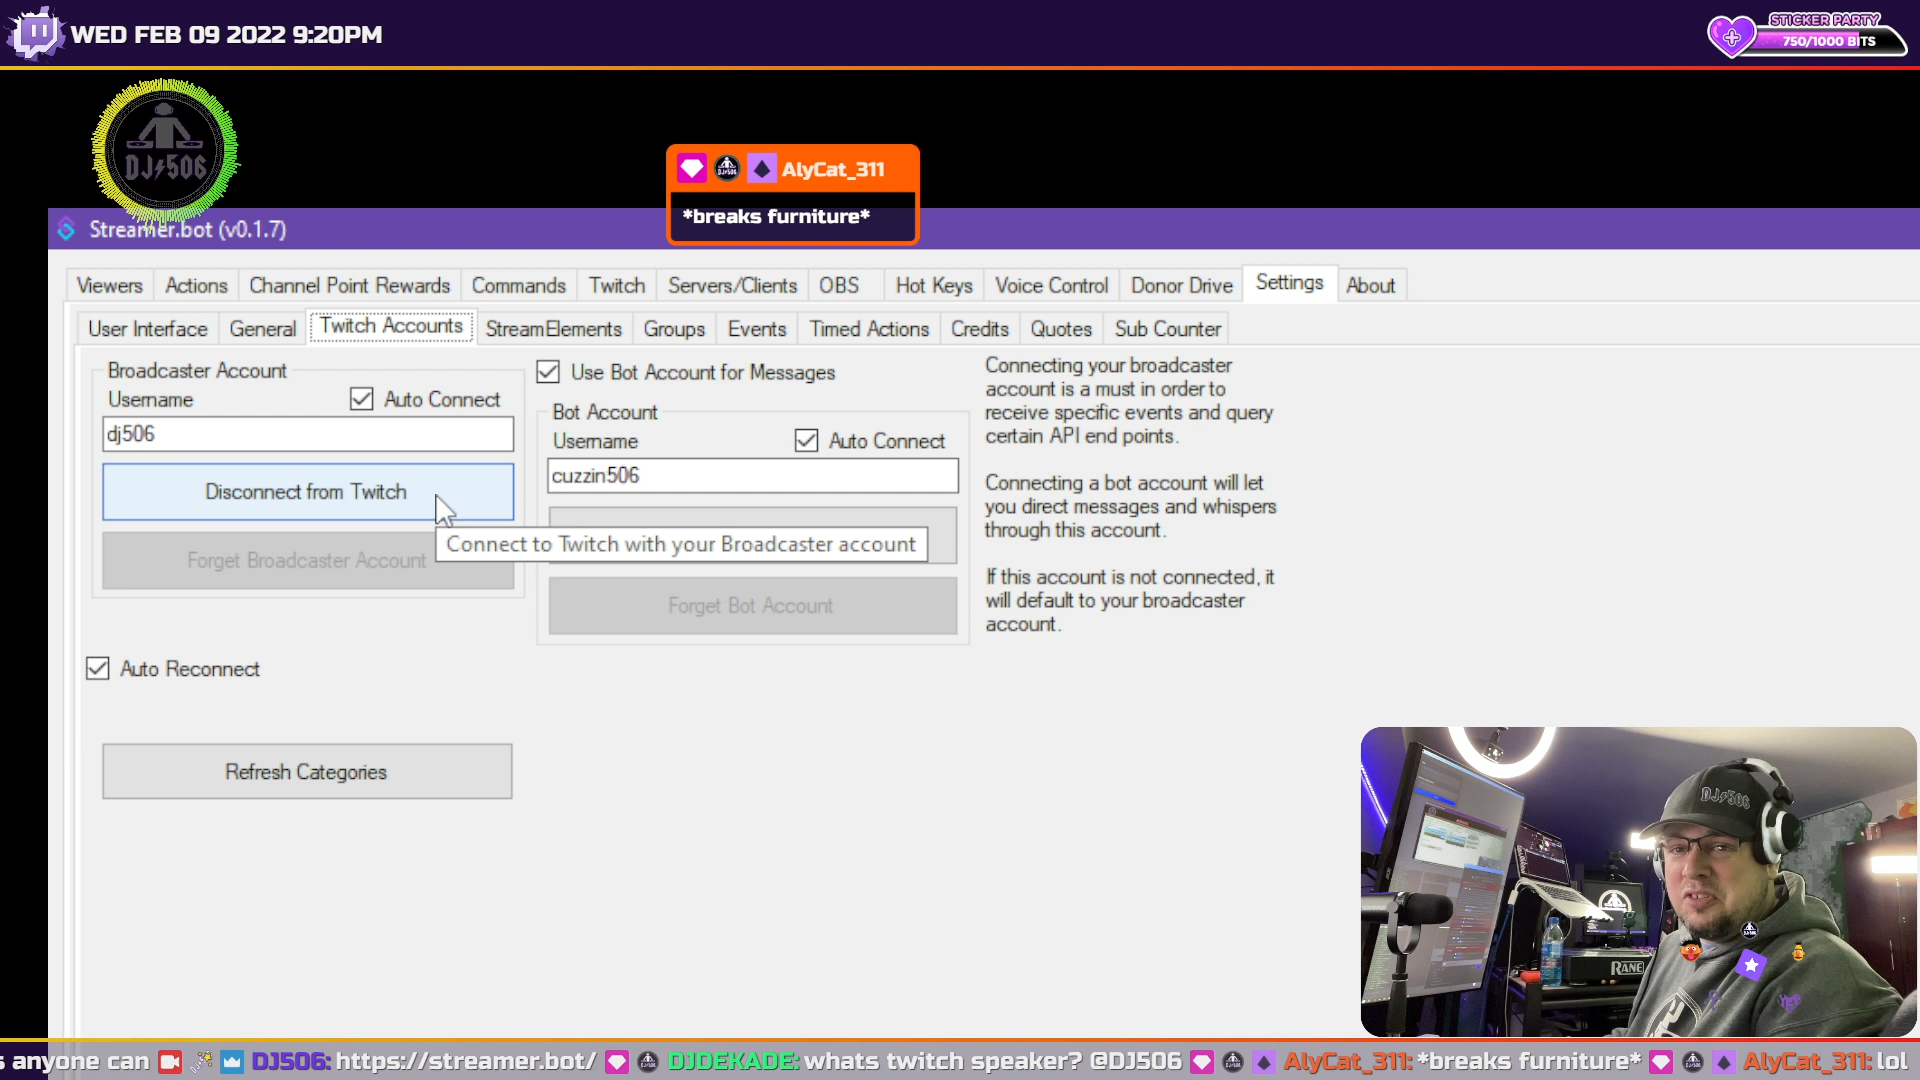 WED FEB 09 2022 9:20PM
STICKER PARTY
750/1000 BITS
DJ506
AlyCat_311
*breaks furniture*
Streamer.bot (v0.1.7)
Viewers Actions Channel Point Rewards Commands Twitch Servers/Clients OBS Hot Keys Voice Control Donor Drive Settings About
User Interface General Twitch Accounts StreamElements Groups Events Timed Actions Credits Quotes Sub Counter
Broadcaster Account
Username Auto Connect
dj506
Disconnect from Twitch
Connect to Twitch with your Broadcaster account
Forget Broadcaster Account
Use Bot Account for Messages
Bot Account
Username Auto Connect
cuzzin506
Forget Bot Account
Connecting your broadcaster
account is a must in order to
receive specific events and query
certain API end points.
Connecting a bot account will let
you direct messages and whispers
through this account.
If this account is not connected, it
will default to your broadcaster
account.
Auto Reconnect
Refresh Categories
DJ506
RANE
s anyone can DJ506: https://streamer.bot/ DJDEKADE: whats twitch speaker? @DJ506 AlyCat_311: *breaks furniture* AlyCat_311: lol